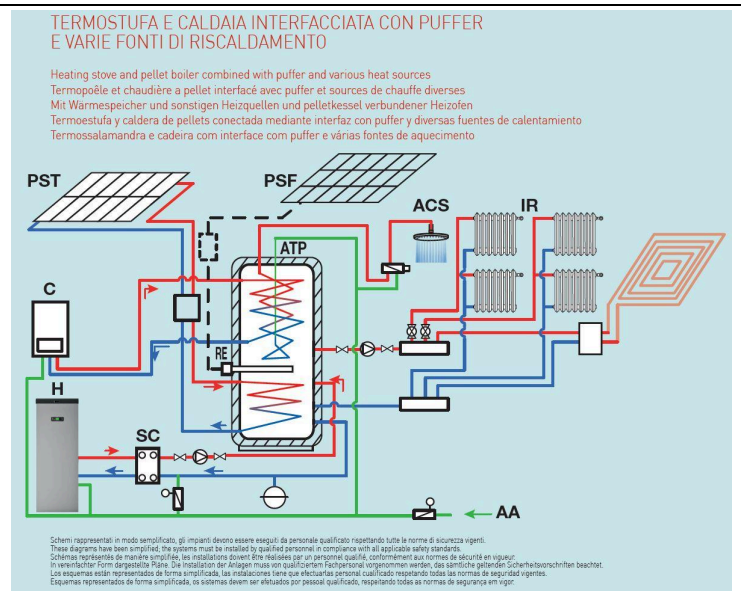 TERMOSTUFA E CALDAIA INTERFACCIATA CON PUFFER
E VARIE FONTI DI RISCALDAMENTO
Heating stove and pellet boiler combined with puffer and various heat sources
Termopoêle et chaudière a pellet interfacé avec puffer et sources de chauffe diverses
Mit Wärmespeicher und sonstigen Heizquellen und pelletkessel verbundener Heizofen
Termoestufa y caldera de pellets conectada mediante interfaz con puffer y diversas fuentes de calentamiento
Termossalamandra e cadeira com interface com puffer e várias fontes de aquecimento
PST
PSF
ACS
IR
ATP
C
RE
H
SC
AA
Schemi rappresentati in modo semplificato, gli impianti devono essere eseguiti da personale qualificato rispettando tutte le norme di sicurezza vigenti.
These diagrams have been simplified; the systems must be installed by qualified personnel in compliance with all applicable safety standards.
Schémas représentés de manière simplifiée, les installations doivent être réalisées par un personnel qualifié, conformément aux normes de sécurité en vigueur.
In vereinfachter Form dargestellte Pläne. Die Installation der Anlagen muss von qualifiziertem Fachpersonal vorgenommen werden, das sämtliche geltenden Sicherheitsvorschriften beachtet.
Los esquemas están representados de forma simplificada, las instalaciones tiene que efectuarlas personal cualificado respetando todas las normas de seguridad vigentes.
Esquemas representados de forma simplificada, os sistemas devem ser efetuados por pessoal qualificado, respeitando todas as normas de segurança em vigor.